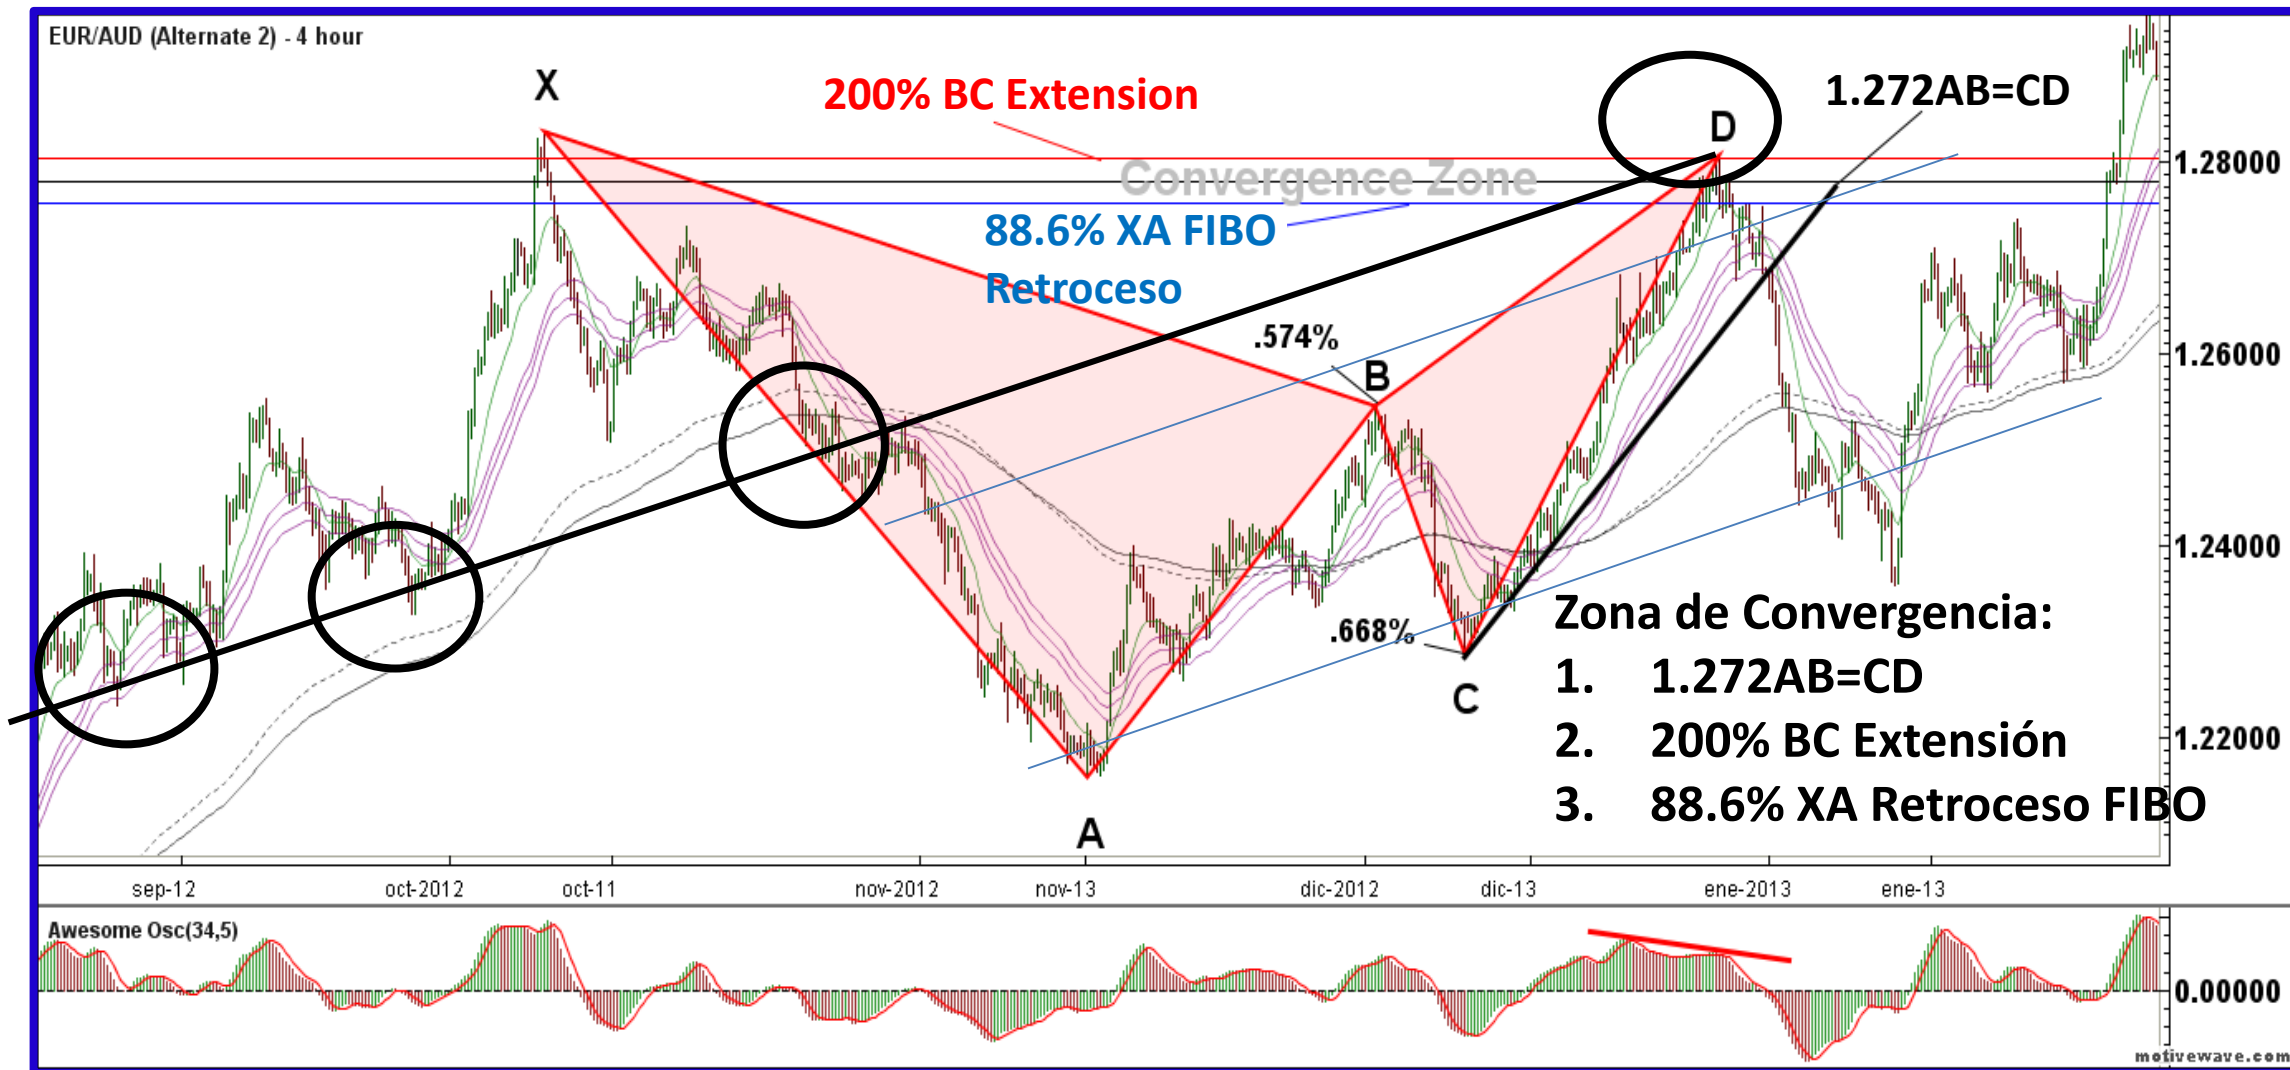 EUR/AUD (Alternate 2) - 4 hour
X
200% BC Extension
1.272AB=CD
D
Convergence Zone
1.28000
88.6% XA FIBO
Retroceso
.574%
B
1.26000
1.24000
Zona de Convergencia:
.668%
1. 1.272AB=CD
C
2. 200% BC Extensión
1.22000
3. 88.6% XA Retroceso FIBO
A
sep-12 oct-2012 oct-11 nov-2012 nov-13 dic-2012 dic-13 ene-2013 ene-13
Awesome Osc(34,5)
0.00000
motivewave.com